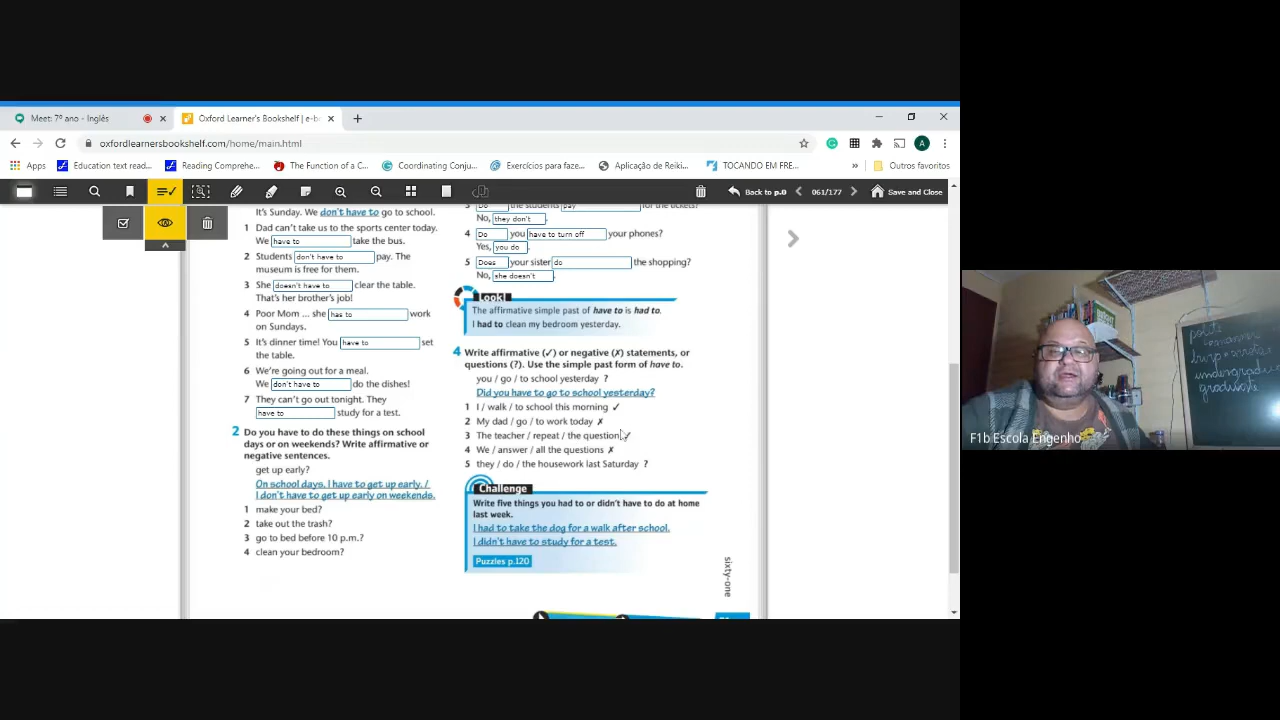 Meet: 7º ano - Inglês
Oxford Learner's Bookshelf | e-b
oxfordlearnersbookshelf.com/home/main.html
Apps
Education text read...
Reading Comprehe...
The Function of a C...
Coordinating Conju...
Exercícios para faze...
Aplicação de Reiki...
TOCANDO EM FRE...
»
Outros favoritos
Back to p.0
061/177
Save and Close
It's Sunday. We don't have to go to school.
1 Dad can't take us to the sports center today.
We have to take the bus.
2 Students don't have to pay. The
museum is free for them.
3 She doesn't have to clear the table.
That's her brother's job!
4 Poor Mom ... she has to work
on Sundays.
5 It's dinner time! You have to set
the table.
6 We're going out for a meal.
We don't have to do the dishes!
7 They can't go out tonight. They
have to study for a test.
2 Do you have to do these things on school
days or on weekends? Write affirmative or
negative sentences.
get up early?
On school days, I have to get up early. /
I don't have to get up early on weekends.
1 make your bed?
2 take out the trash?
3 go to bed before 10 p.m.?
4 clean your bedroom?
3 Do the students pay for the tickets?
No, they don't.
4 Do you have to turn off your phones?
Yes, you do.
5 Does your sister do the shopping?
No, she doesn't.
Look!
The affirmative simple past of have to is had to.
I had to clean my bedroom yesterday.
4 Write affirmative (✓) or negative (✗) statements, or
questions (?). Use the simple past form of have to.
you / go / to school yesterday ?
Did you have to go to school yesterday?
1 I / walk / to school this morning ✓
2 My dad / go / to work today ✗
3 The teacher / repeat / the question ✓
4 We / answer / all the questions ✗
5 they / do / the housework last Saturday ?
Challenge
Write five things you had to or didn't have to do at home
last week.
I had to take the dog for a walk after school.
I didn't have to study for a test.
Puzzles p.120
sixty-one
F1b Escola Engenho
polite
graduate